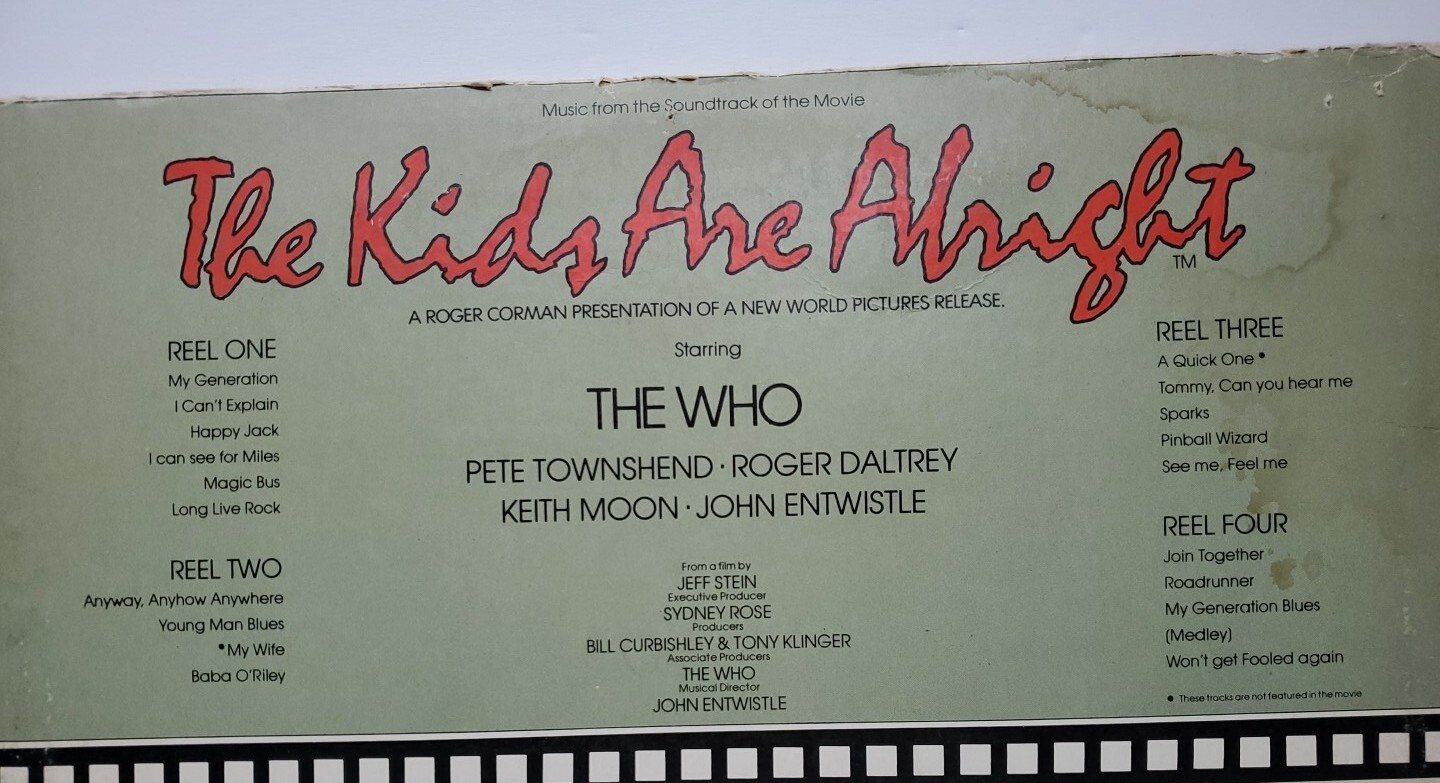 Music from the Soundtrack of the Movie
The Kids Are Alright
TM
A ROGER CORMAN PRESENTATION OF A NEW WORLD PICTURES RELEASE.
REEL ONE
My Generation
I Can't Explain
Happy Jack
I can see for Miles
Magic Bus
Long Live Rock
REEL TWO
Anyway, Anyhow Anywhere
Young Man Blues
•My Wife
Baba O'Riley
Starring
THE WHO
PETE TOWNSHEND · ROGER DALTREY
KEITH MOON · JOHN ENTWISTLE
From a film by
JEFF STEIN
Executive Producer
SYDNEY ROSE
Producers
BILL CURBISHLEY & TONY KLINGER
Associate Producers
THE WHO
Musical Director
JOHN ENTWISTLE
REEL THREE
A Quick One •
Tommy, Can you hear me
Sparks
Pinball Wizard
See me, Feel me
REEL FOUR
Join Together
Roadrunner
My Generation Blues
(Medley)
Won't get Fooled again
• These tracks are not featured in the movie